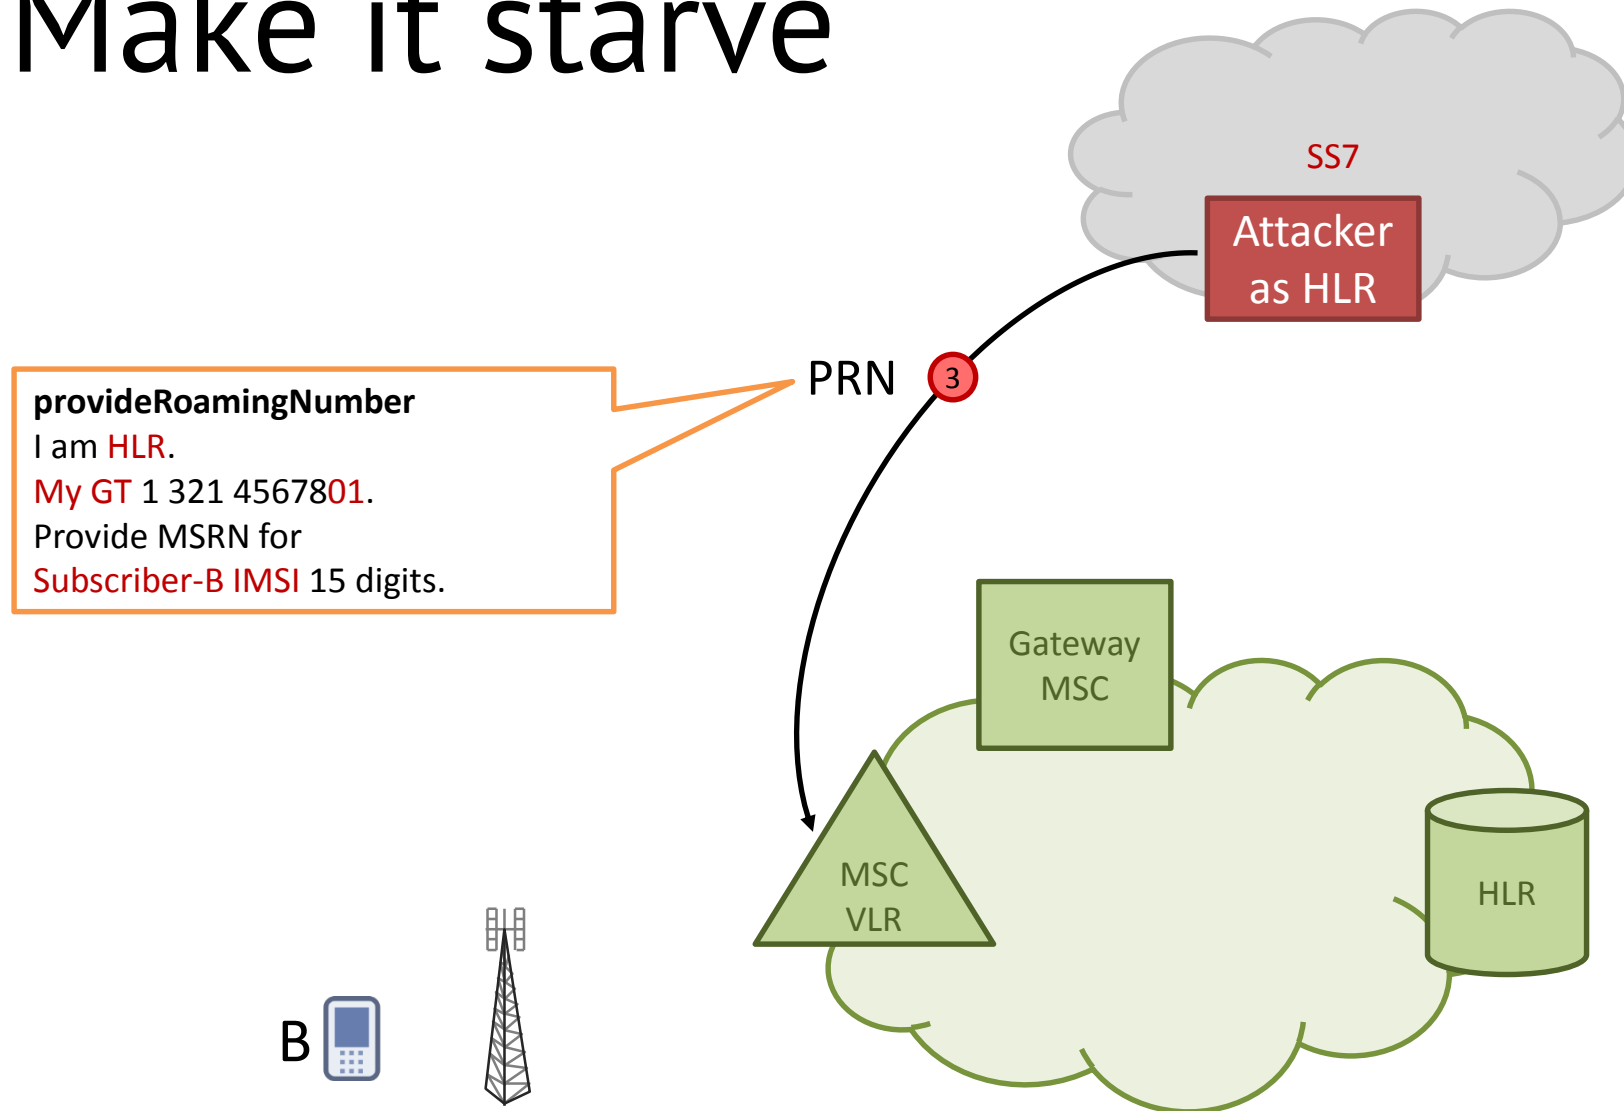 Make it starve
SS7
Attacker
as HLR
PRN
3
provideRoamingNumber
I am HLR.
My GT 1 321 4567801.
Provide MSRN for
Subscriber-B IMSI 15 digits.
Gateway
MSC
MSC
VLR
HLR
B